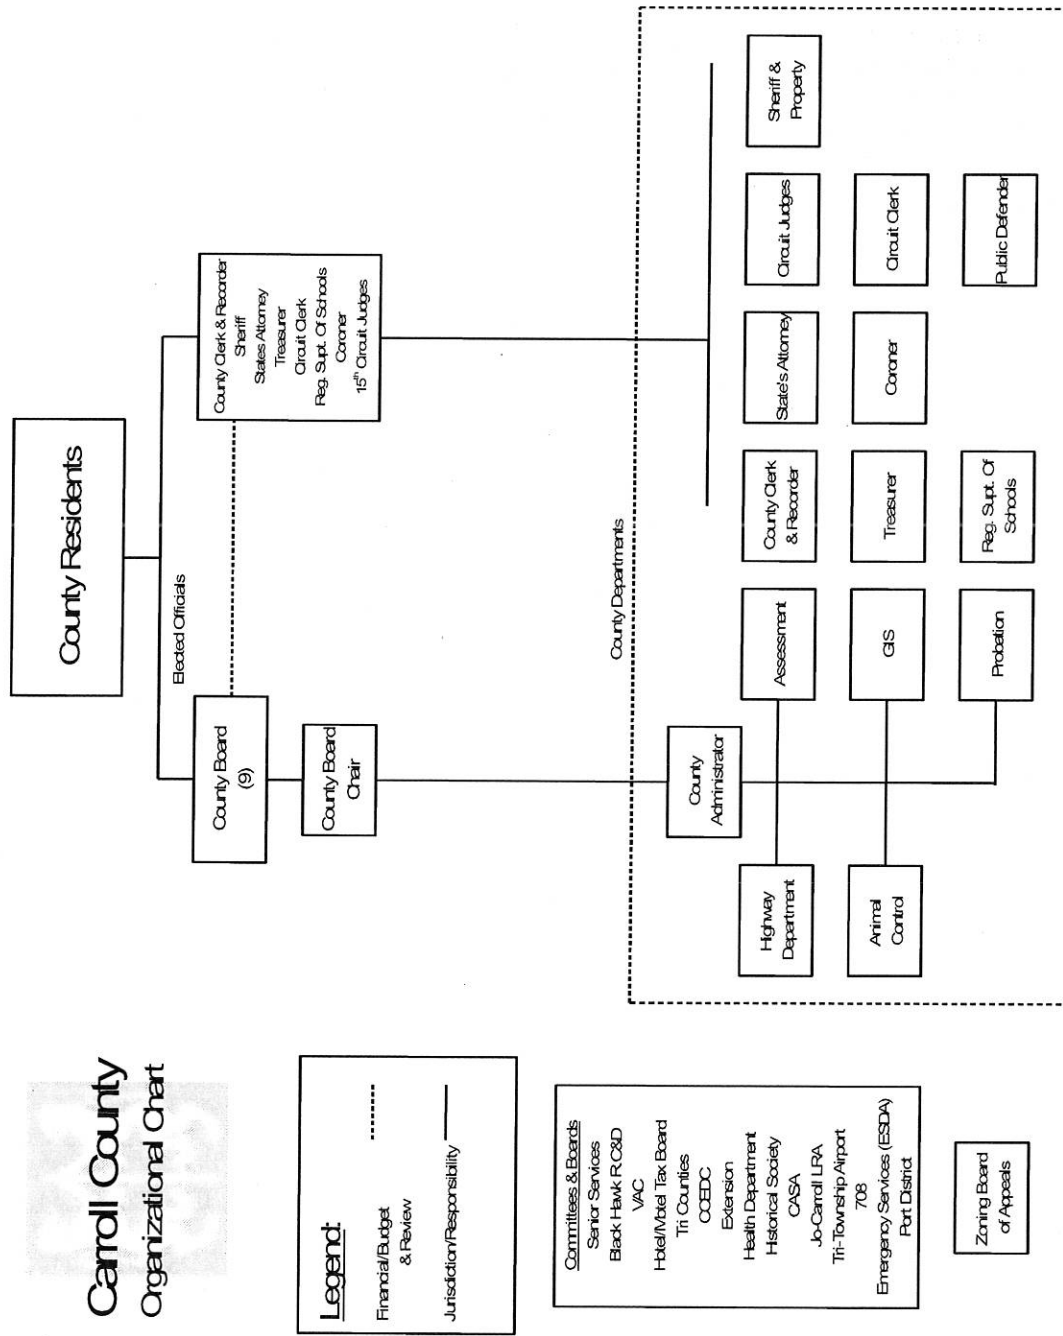 Carroll County
Organizational Chart
County Residents
Elected Officials
County Board
(9)
County Clerk & Recorder
Sheriff
States Attorney
Treasurer
Circuit Clerk
Reg. Supt. Of Schools
Coroner
15th Circuit Judges
County Board
Chair
Legend:
Financial/Budget
& Review
Jurisdiction/Responsibility
County Departments
County
Administrator
Highway
Department
Assessment
County Clerk
& Recorder
State's Attorney
Circuit Judges
Sheriff &
Property
Animal
Control
GIS
Treasurer
Coroner
Circuit Clerk
Probation
Reg. Supt. Of
Schools
Public Defender
Committees & Boards
Senior Services
Black Hawk RC&D
VAC
Hotel/Motel Tax Board
Tri Counties
CCEDC
Extension
Health Department
Historical Society
CASA
Jo-Carroll LRA
Tri-Township Airport
708
Emergency Services (ESDA)
Port District
Zoning Board
of Appeals